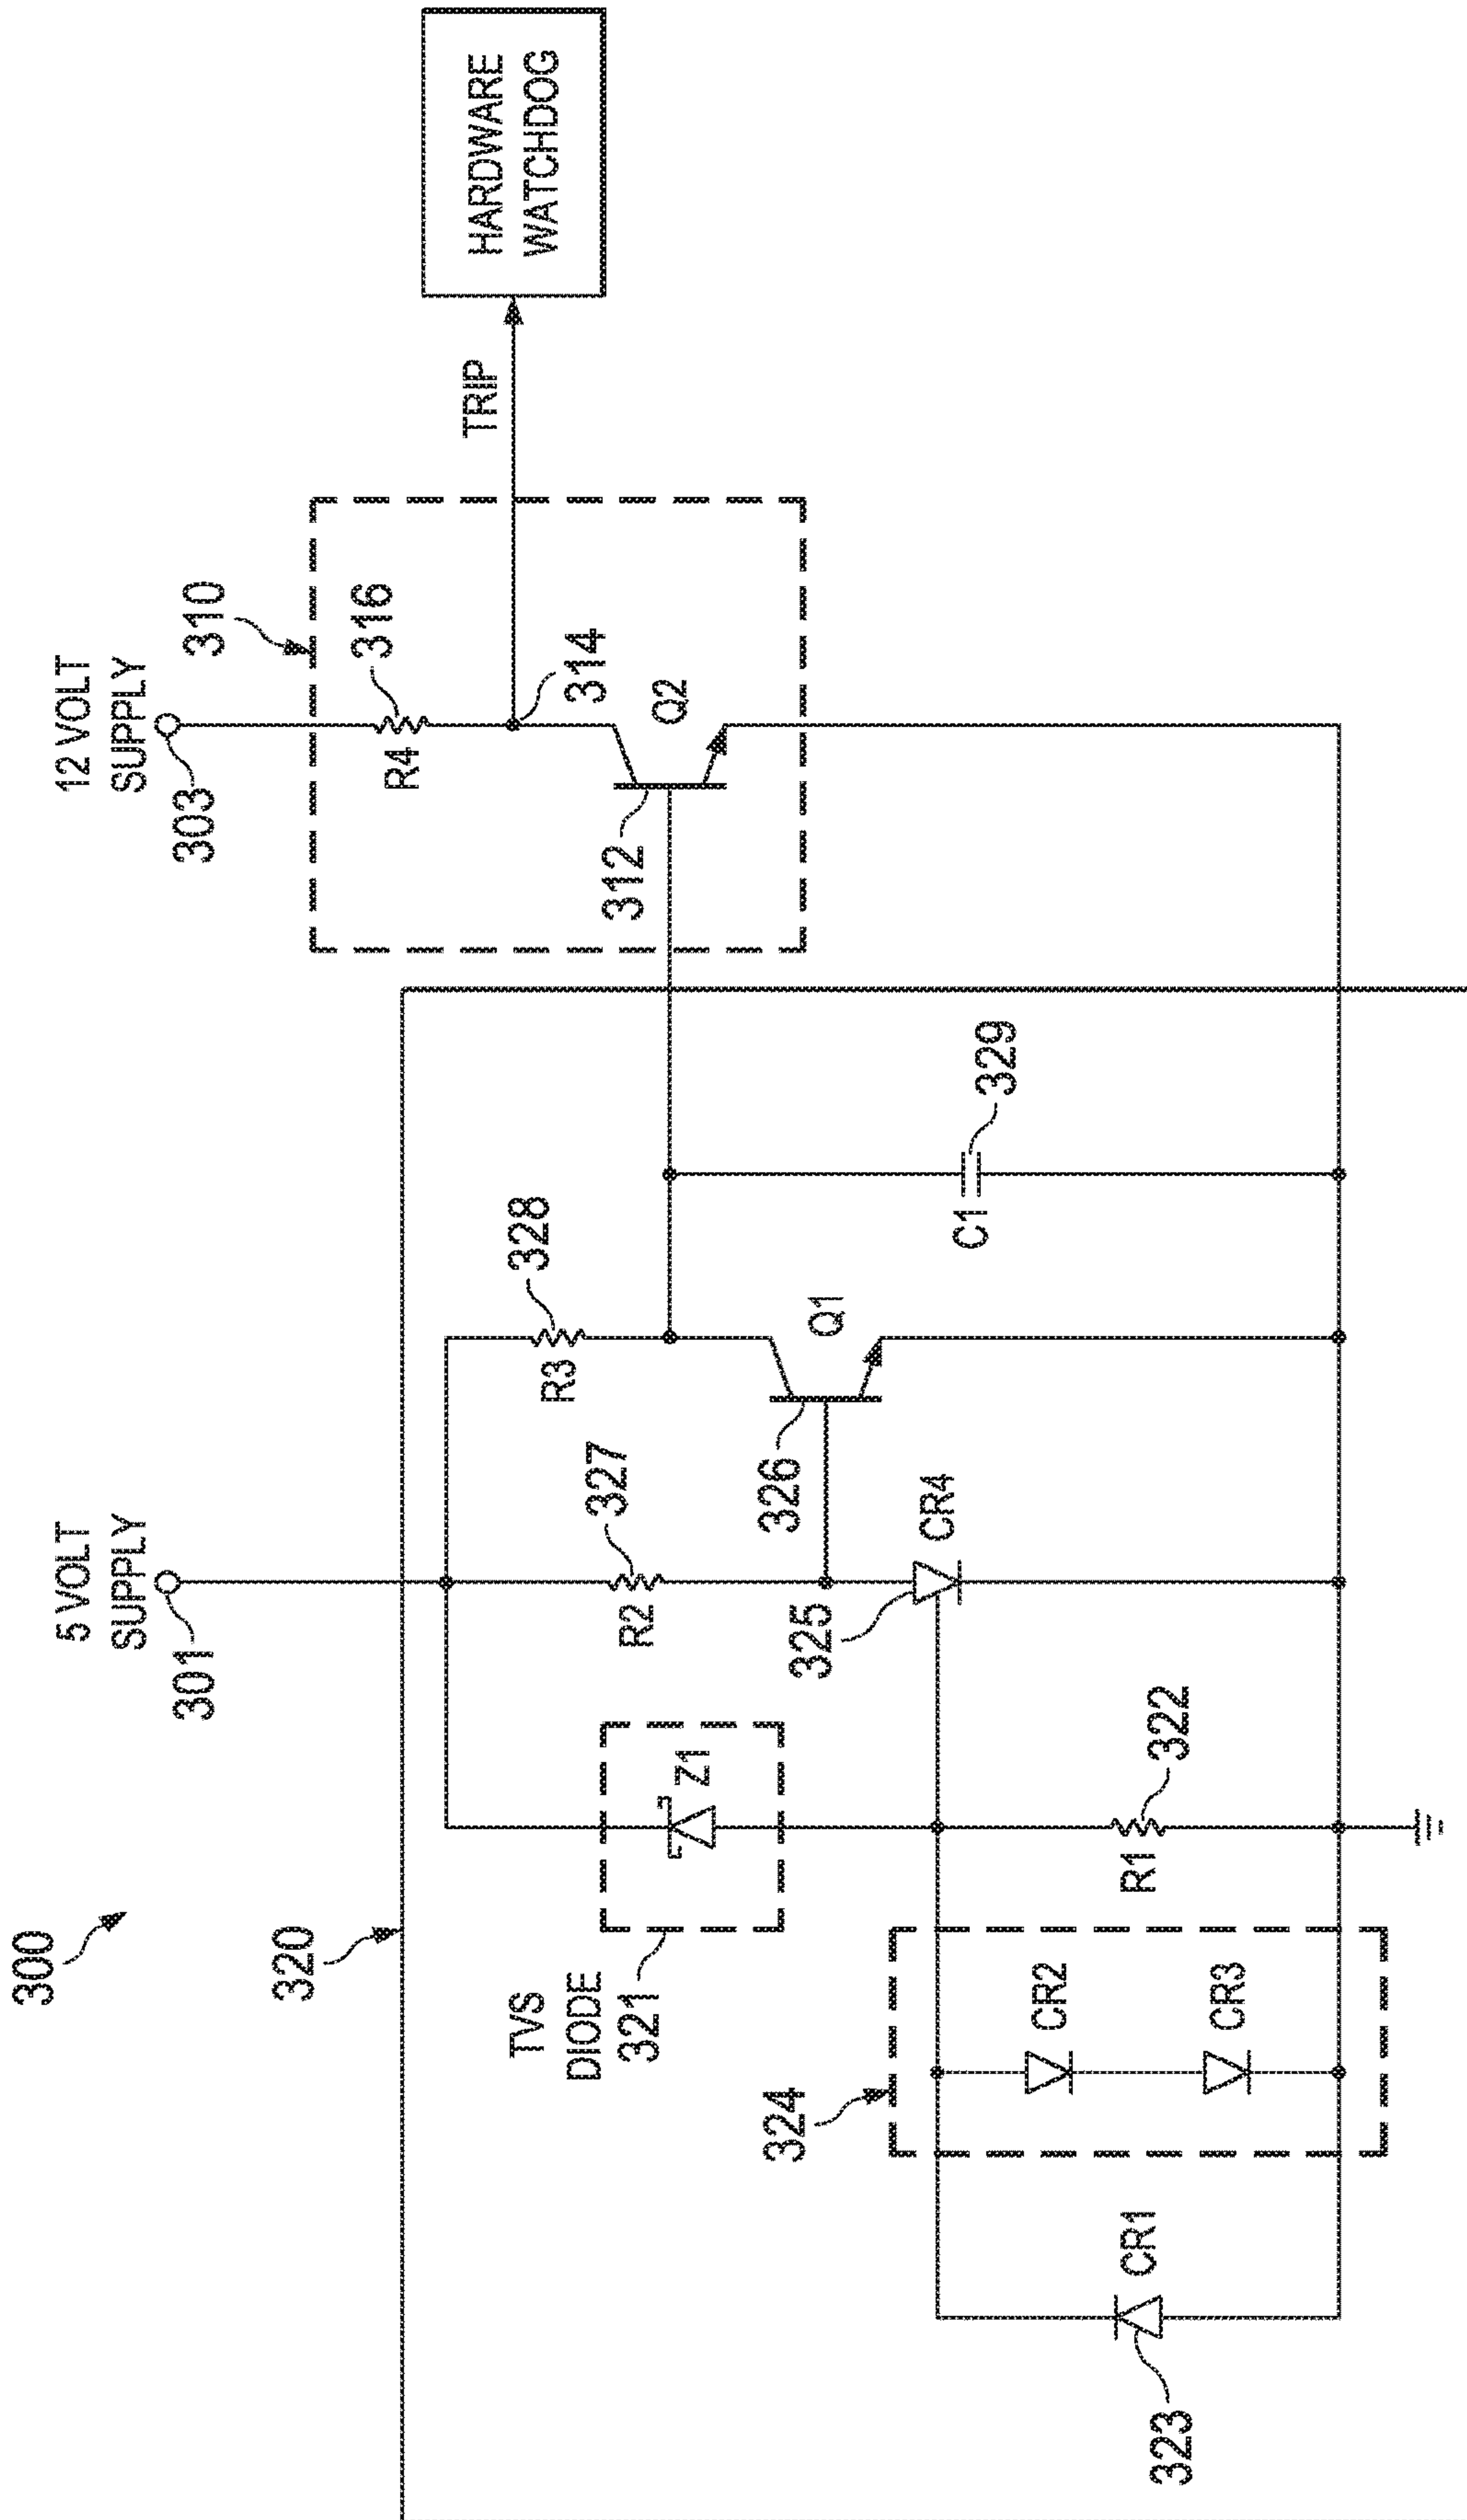 300
5 VOLT
SUPPLY
301
12 VOLT
SUPPLY
303
310
R4
316
314
TRIP
HARDWARE
WATCHDOG
312
Q2
320
TVS
DIODE
321
Z1
R2
327
R3
328
326
Q1
325
CR4
C1
329
324
CR2
CR3
R1
322
CR1
323